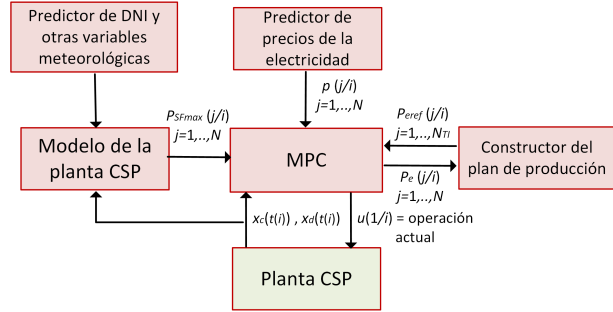 Predictor de DNI y
otras variables
meteorológicas
Predictor de
precios de la
electricidad
p (j/i)
j=1,..,N
PSFmax (j/i)
j=1,..,N
Peref (j/i)
j=1,..,NTI
Modelo de la
planta CSP
MPC
Constructor del
plan de producción
Pe (j/i)
j=1,..,N
xc(t(i)) , xd(t(i))
u(1/i) = operación
actual
Planta CSP